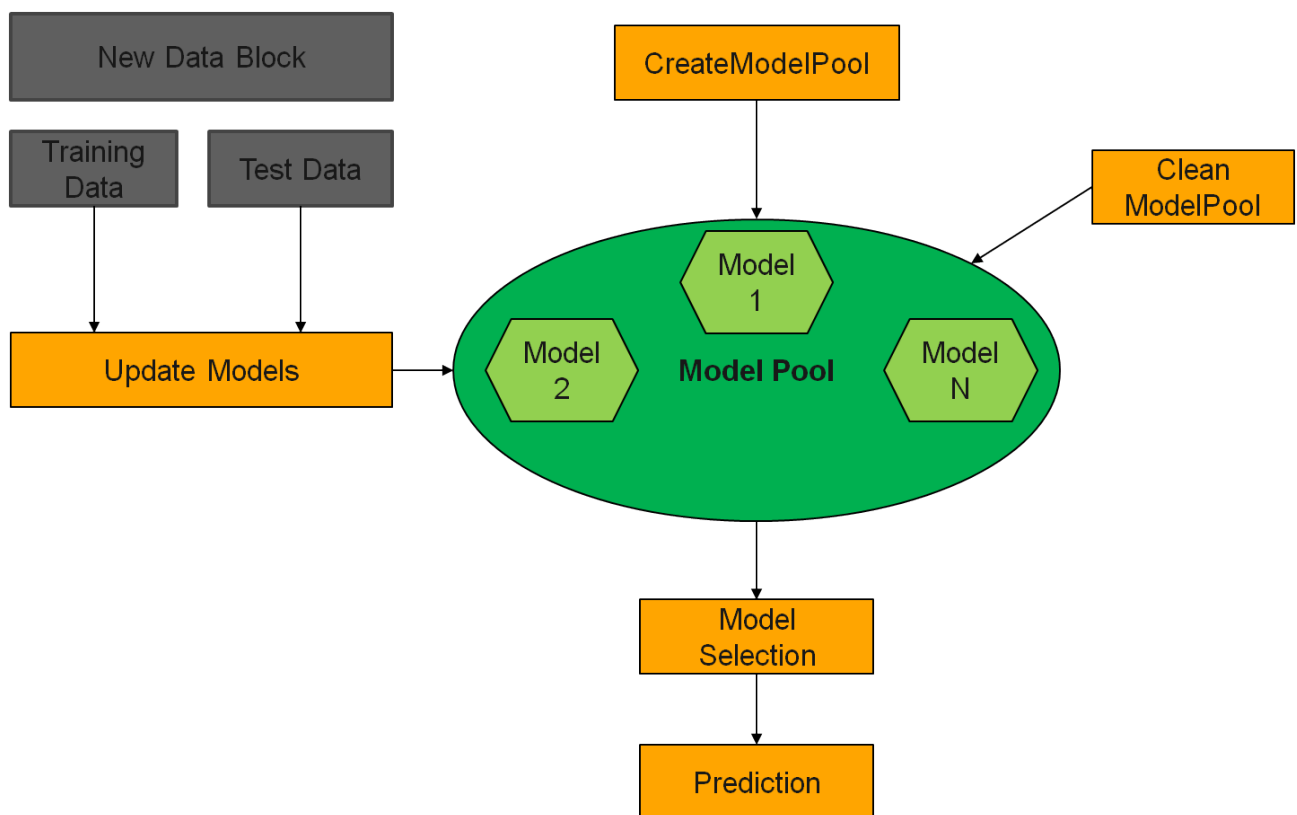 New Data Block
CreateModelPool
Training
Data
Test Data
Clean
ModelPool
Model
1
Model
2
Model Pool
Model
N
Update Models
Model
Selection
Prediction